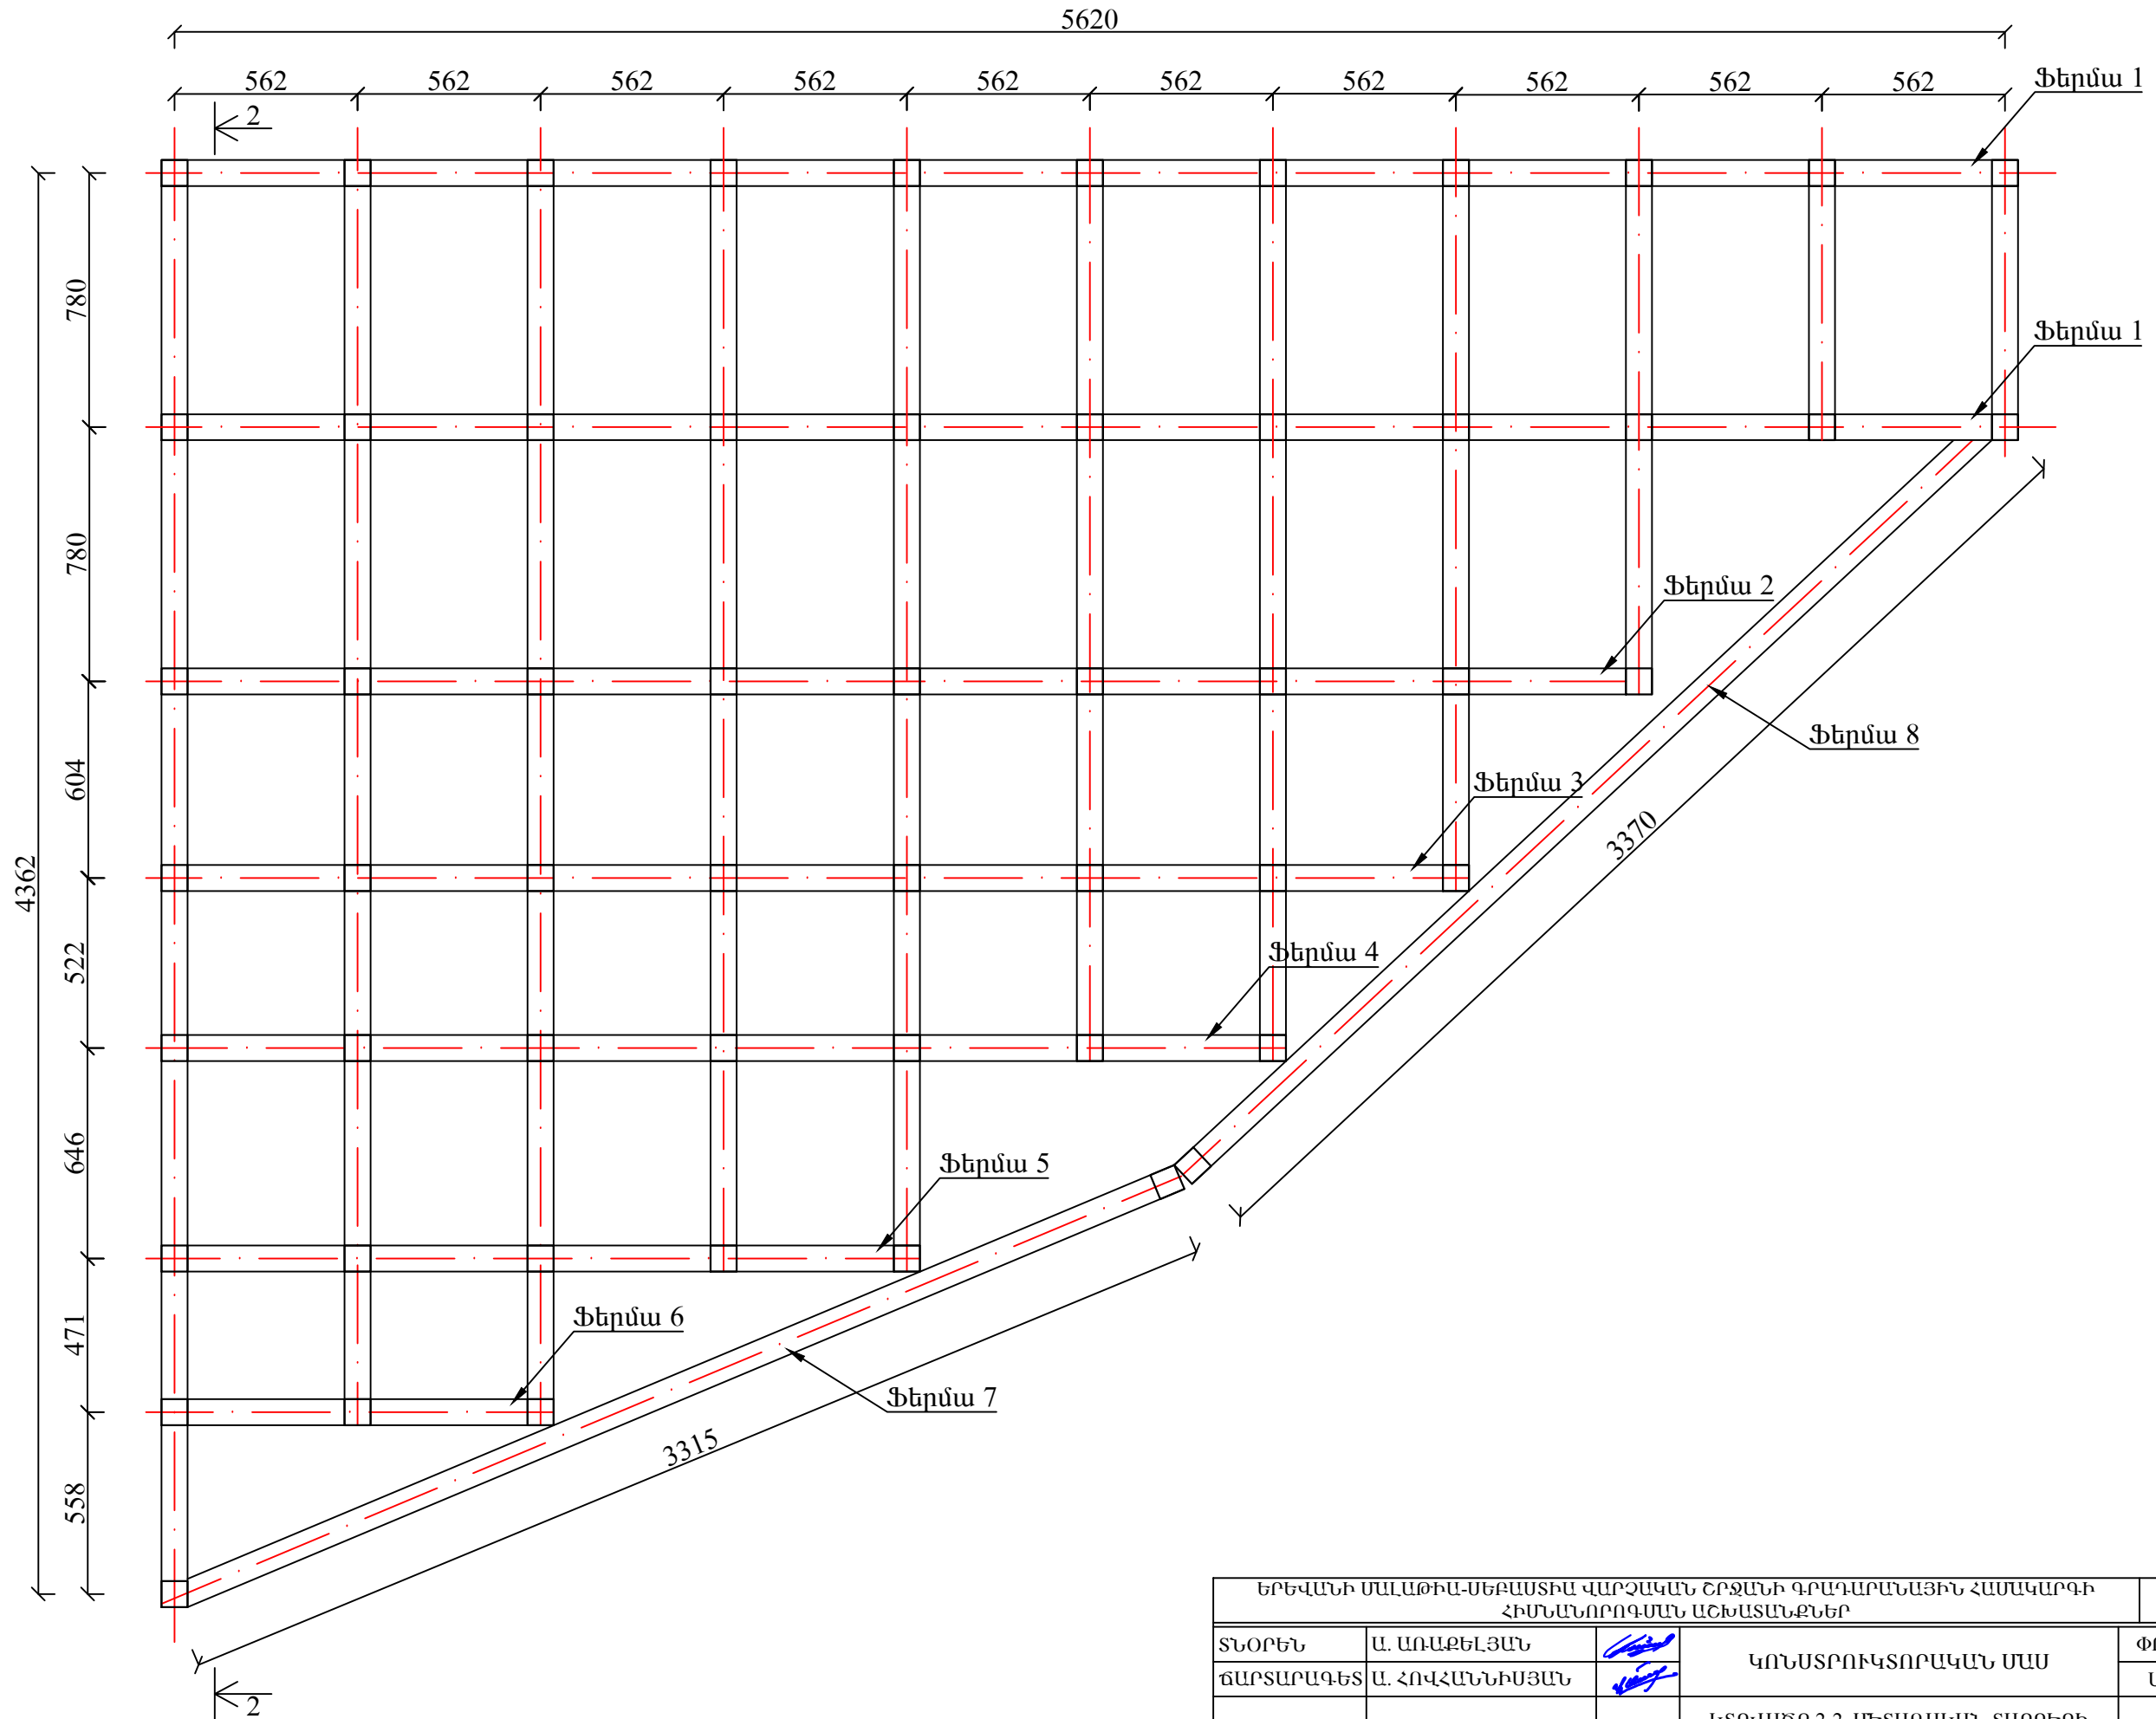 5620
562 562 562 562 562 562 562 562 562 562
Ֆերմա 1
2
780
Ֆերմա 1
780
Ֆերմա 2
Ֆերմա 8
604
Ֆերմա 3
3370
4362
522
Ֆերմա 4
646
Ֆերմա 5
471
Ֆերմա 6
Ֆերմա 7
3315
558
2
ԵՐԵՎԱՆԻ ՄԱԼԱԹԻԱ-ՍԵԲԱՍՏԻԱ ՎԱՐՉԱԿԱՆ ՇՐՋԱՆԻ ԳՐԱԴԱՐԱՆԱՅԻՆ ՀԱՄԱԿԱՐԳԻ
ՀԻՄՆԱՆՈՐՈԳՄԱՆ ԱՇԽԱՏԱՆՔՆԵՐ
ՏՆՕՐԵՆ Ա. ԱՌԱՔԵԼՅԱՆ
ՃԱՐՏԱՐԱԳԵՏ Ա. ՀՈՎՀԱՆՆԻՍՅԱՆ
ԿՈՆՍՏՐՈՒԿՏՈՐԱԿԱՆ ՄԱՍ